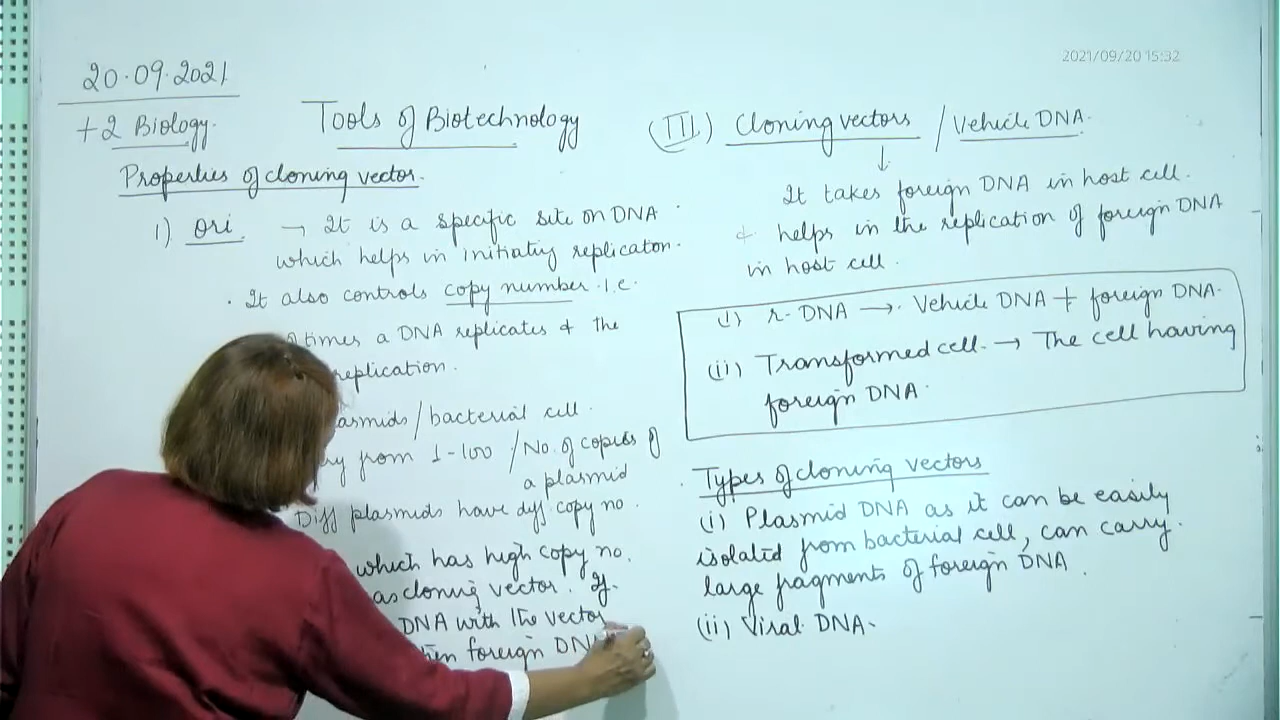 2021/09/20 15:32
20.09.2021
+2 Biology.
Tools of Biotechnology
Properties of cloning vector.
1) ori → It is a specific site on DNA
which helps in initiating replicaton.
. It also controls copy number i.e.
times a DNA replicates & the
replication.
/bacterial cell.
from 1-100 /No. of copies of
a plasmid
Diff plasmids have diff copy no.
which has high copy no.
as cloning vector. If
DNA with the vector
foreign
(III) Cloning vectors / Vehicle DNA.
↓
It takes foreign DNA in host cell.
& helps in the replication of foreign DNA
in host cell.
(i) r-DNA → Vehicle DNA + foreign DNA.
(ii) Transformed cell. → The cell having
foreign DNA.
Types of cloning vectors
(i) Plasmid DNA as it can be easily
isolated from bacterial cell, can carry.
large fragments of foreign DNA.
(ii) Viral DNA.